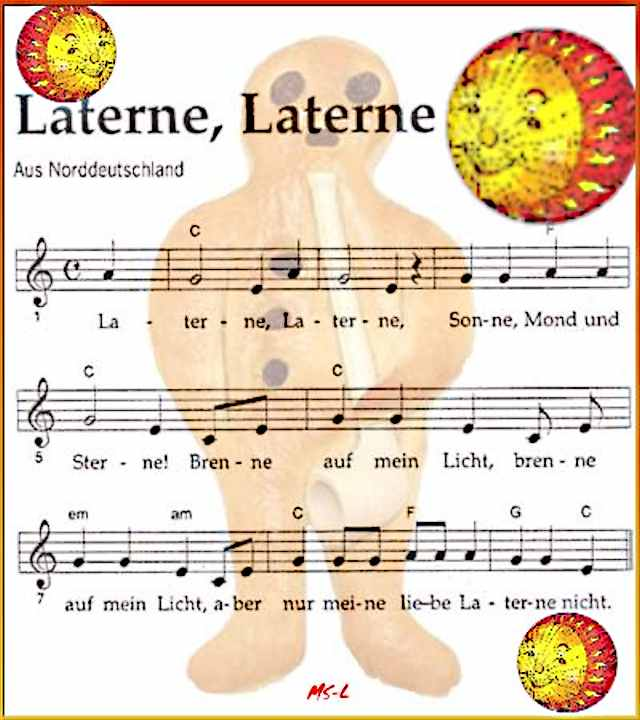 Laterne, Laterne
Aus Norddeutschland
C F
1
La - ter - ne, La - ter - ne, Son-ne, Mond und
C C
5
Ster - ne! Bren - ne auf mein Licht, bren - ne
em am C F G C
7
auf mein Licht, a-ber nur mei-ne lie-be La - ter-ne nicht.
MS-L